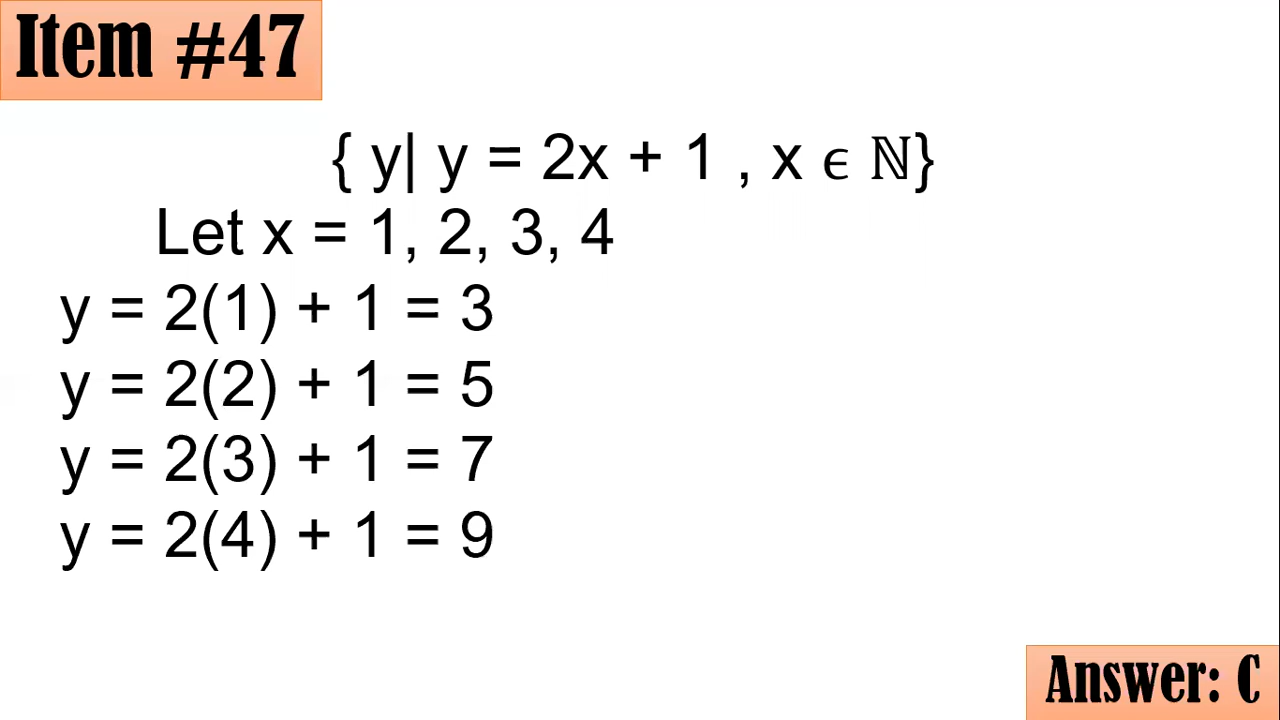 Item #47
{ y| y = 2x + 1 , x ϵ ℕ}
Let x = 1, 2, 3, 4
y = 2(1) + 1 = 3
y = 2(2) + 1 = 5
y = 2(3) + 1 = 7
y = 2(4) + 1 = 9
Answer: C